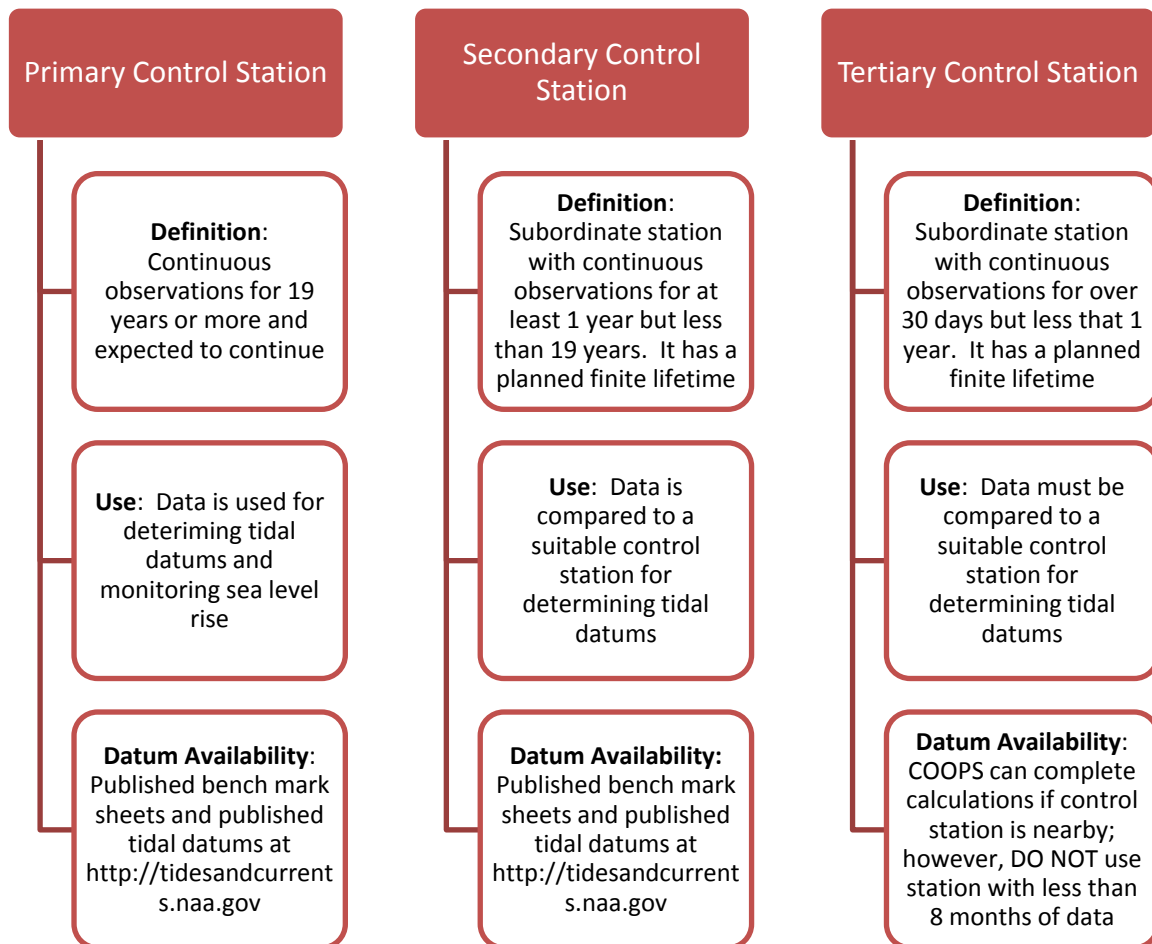 Primary Control Station
Definition:
Continuous
observations for 19
years or more and
expected to continue
Use: Data is used for
deteriming tidal
datums and
monitoring sea level
rise
Datum Availability:
Published bench mark
sheets and published
tidal datums at
http://tidesandcurrent
s.naa.gov
Secondary Control
Station
Definition:
Subordinate station
with continuous
observations for at
least 1 year but less
than 19 years. It has a
planned finite lifetime
Use: Data is
compared to a
suitable control
station for
determining tidal
datums
Datum Availability:
Published bench mark
sheets and published
tidal datums at
http://tidesandcurrent
s.naa.gov
Tertiary Control Station
Definition:
Subordinate station
with continuous
observations for over
30 days but less that 1
year. It has a planned
finite lifetime
Use: Data must be
compared to a
suitable control
station for
determining tidal
datums
Datum Availability:
COOPS can complete
calculations if control
station is nearby;
however, DO NOT use
station with less than
8 months of data